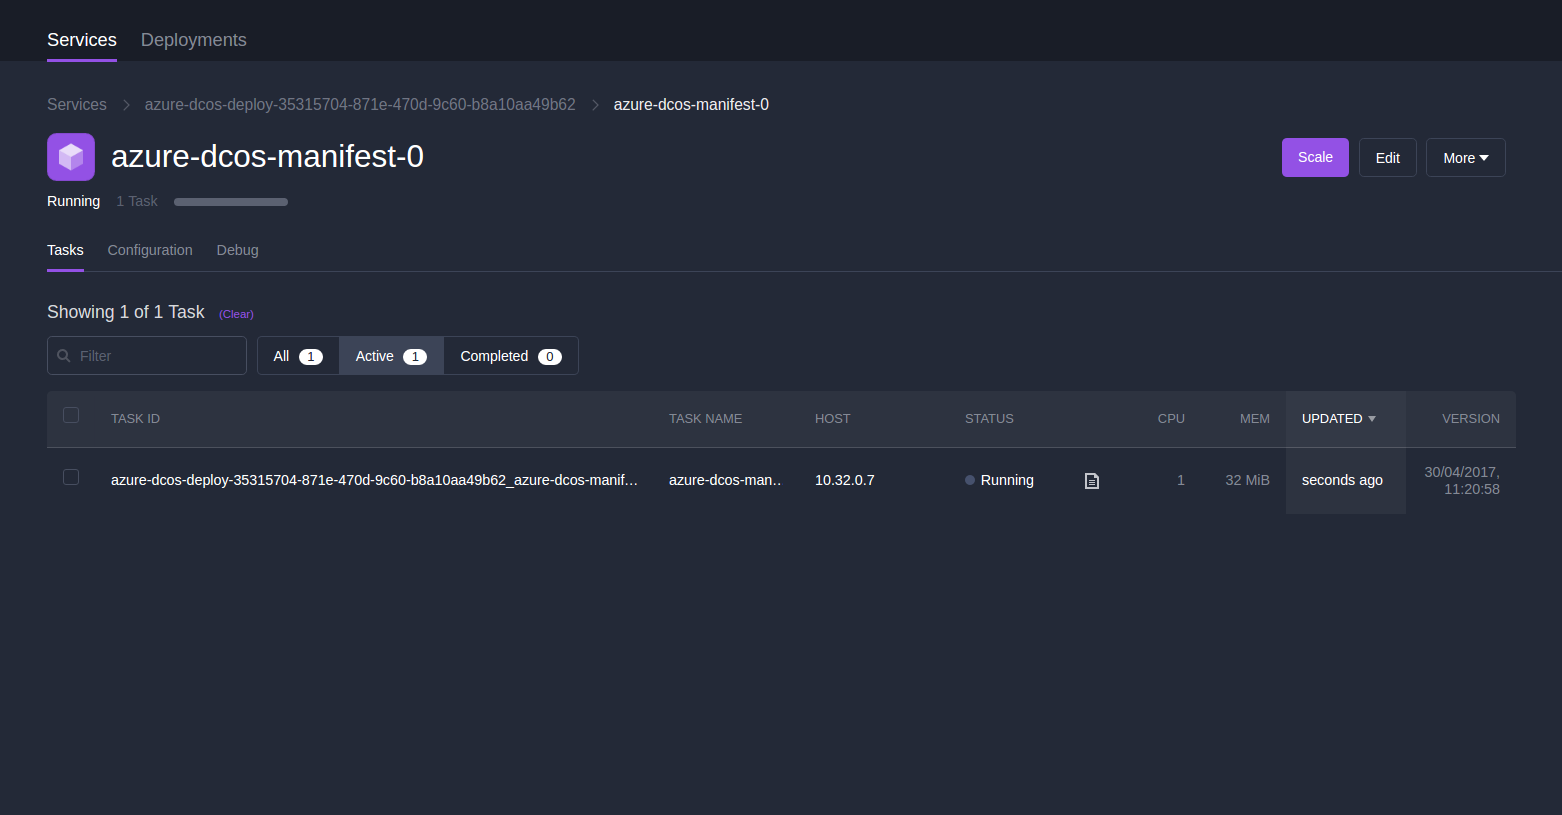 Services Deployments
Services azure-dcos-deploy-35315704-871e-470d-9c60-b8a10aa49b62 azure-dcos-manifest-0
azure-dcos-manifest-0 Scale Edit More
Running 1 Task
Tasks Configuration Debug
Showing 1 of 1 Task (Clear)
Filter All 1 Active 1 Completed 0
TASK ID TASK NAME HOST STATUS CPU MEM UPDATED VERSION
azure-dcos-deploy-35315704-871e-470d-9c60-b8a10aa49b62_azure-dcos-manif… azure-dcos-man… 10.32.0.7 Running 1 32 MiB seconds ago 30/04/2017,
11:20:58